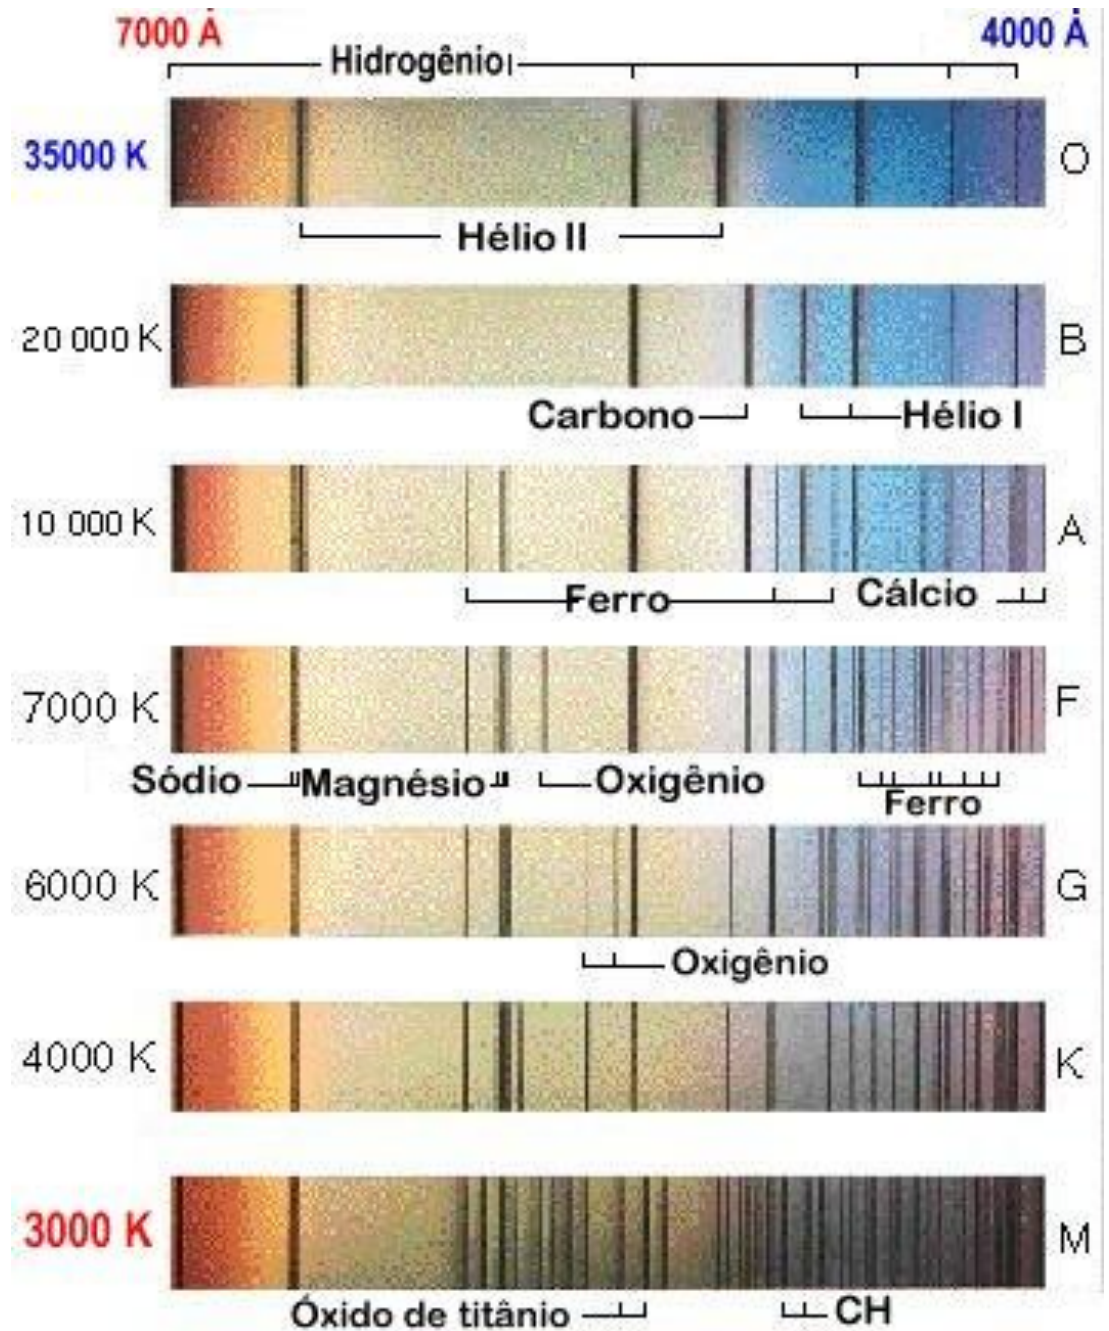 7000 Å 4000 Å
Hidrogênio
35000 K O
Hélio II
20 000 K B
Carbono Hélio I
10 000 K A
Ferro Cálcio
7000 K F
Sódio Magnésio Oxigênio Ferro
6000 K G
Oxigênio
4000 K K
3000 K M
Óxido de titânio CH